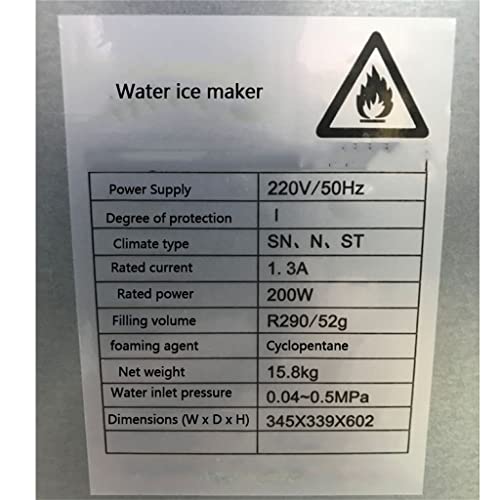 Water ice maker
Power Supply 220V/50Hz
Degree of protection I
Climate type SN、N、ST
Rated current 1. 3A
Rated power 200W
Filling volume R290/52g
foaming agent Cyclopentane
Net weight 15.8kg
Water inlet pressure 0.04~0.5MPa
Dimensions (W x D x H) 345X339X602